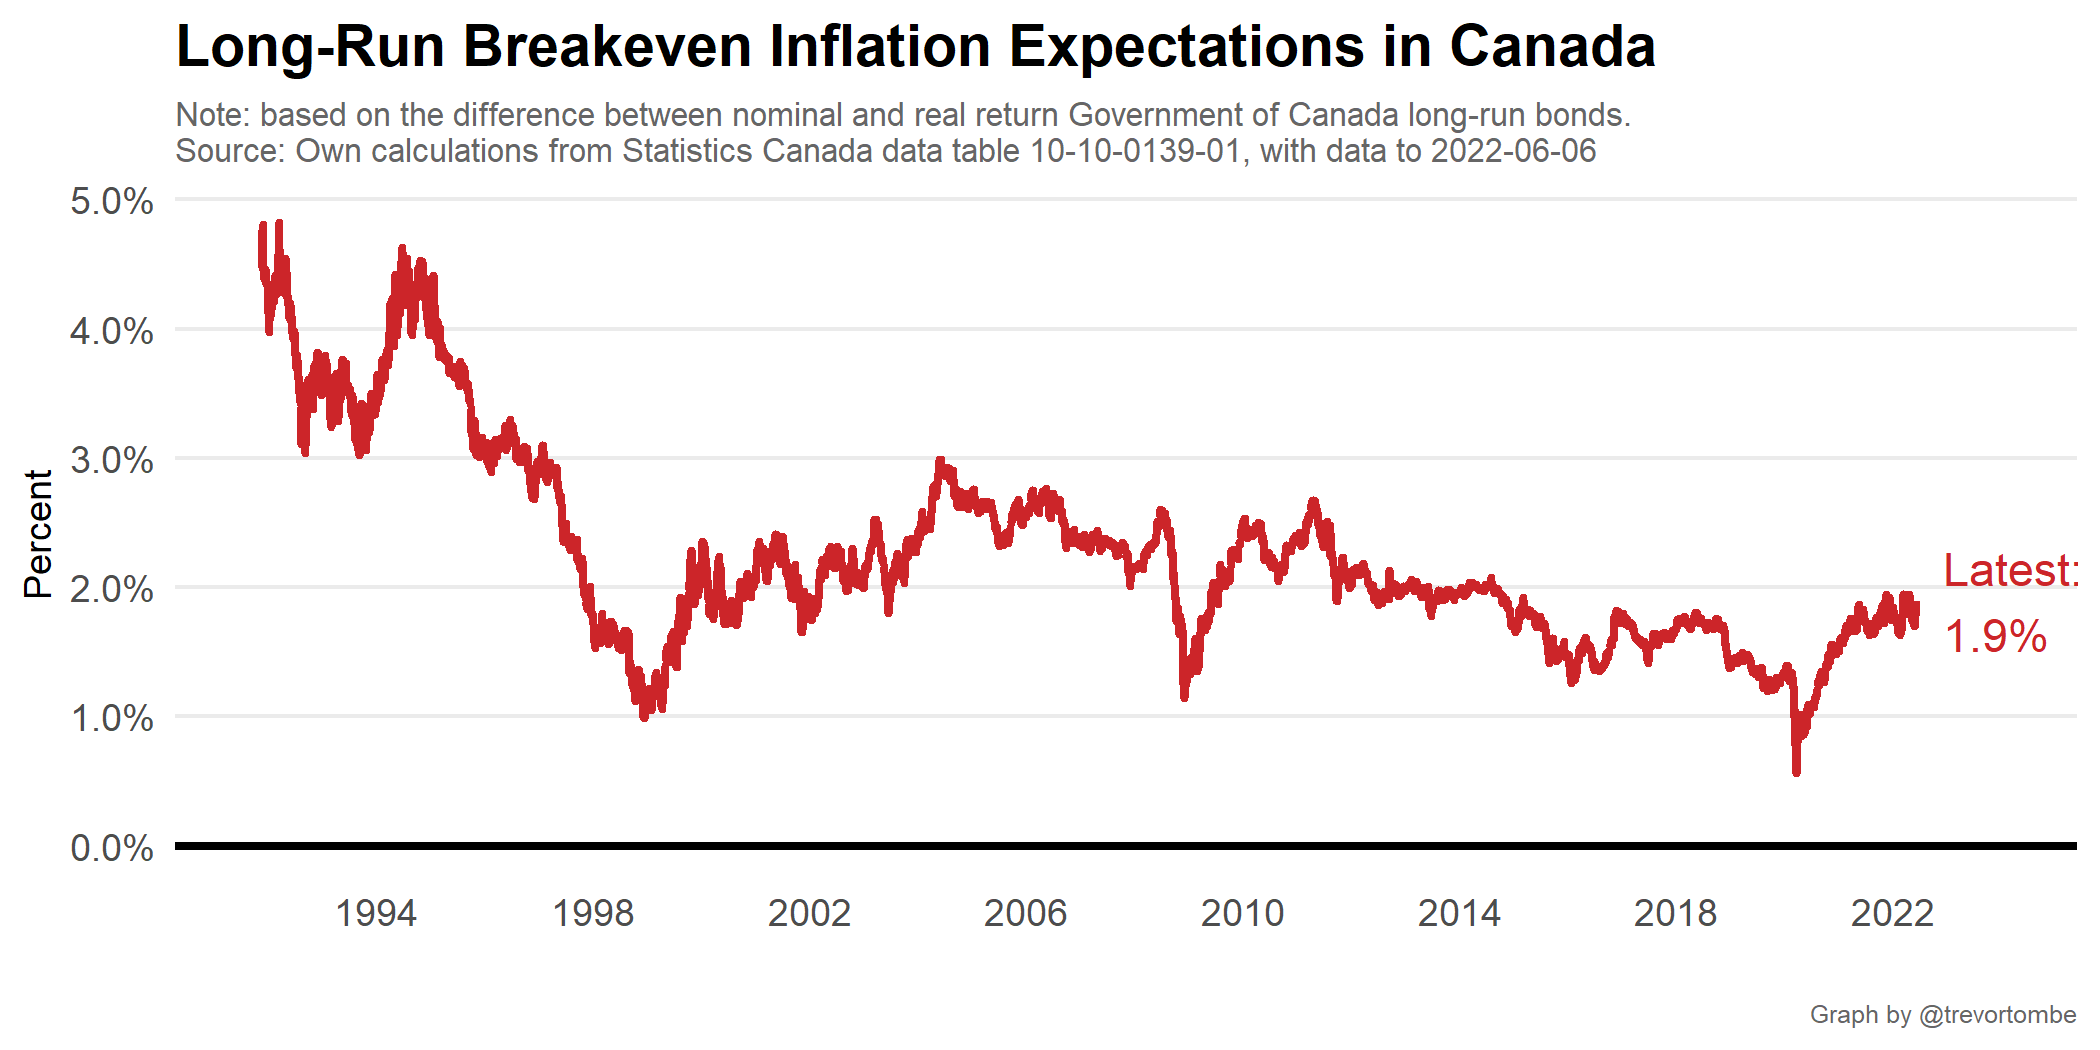 Long-Run Breakeven Inflation Expectations in Canada
Note: based on the difference between nominal and real return Government of Canada long-run bonds.
Source: Own calculations from Statistics Canada data table 10-10-0139-01, with data to 2022-06-06
Percent
5.0%
4.0%
3.0%
2.0%
1.0%
0.0%
Latest:
1.9%
1994 1998 2002 2006 2010 2014 2018 2022
Graph by @trevortombe